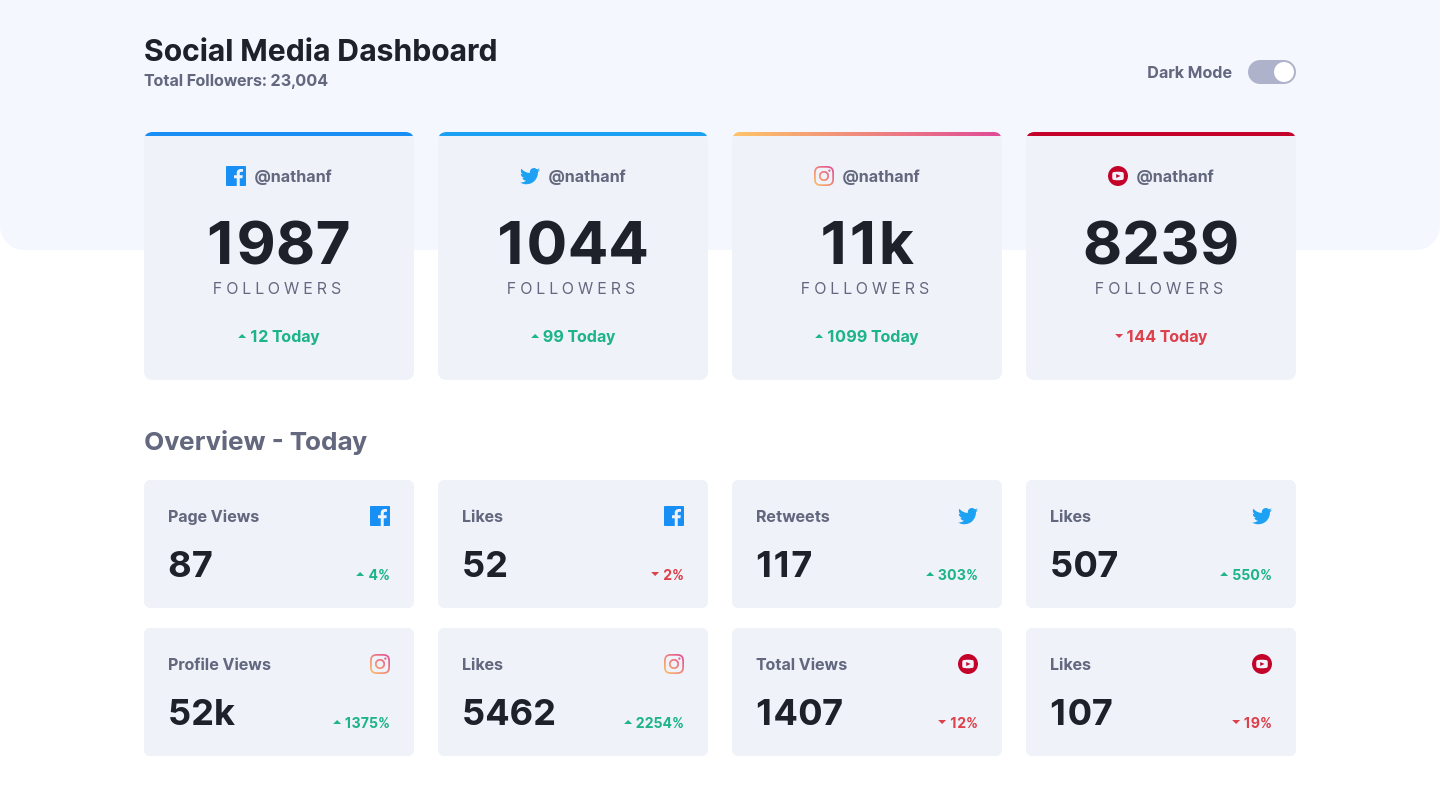 Social Media Dashboard
Total Followers: 23,004
Dark Mode
@nathanf
1987
FOLLOWERS
12 Today
@nathanf
1044
FOLLOWERS
99 Today
@nathanf
11k
FOLLOWERS
1099 Today
@nathanf
8239
FOLLOWERS
144 Today
Overview - Today
Page Views
87
4%
Likes
52
2%
Retweets
117
303%
Likes
507
550%
Profile Views
52k
1375%
Likes
5462
2254%
Total Views
1407
12%
Likes
107
19%